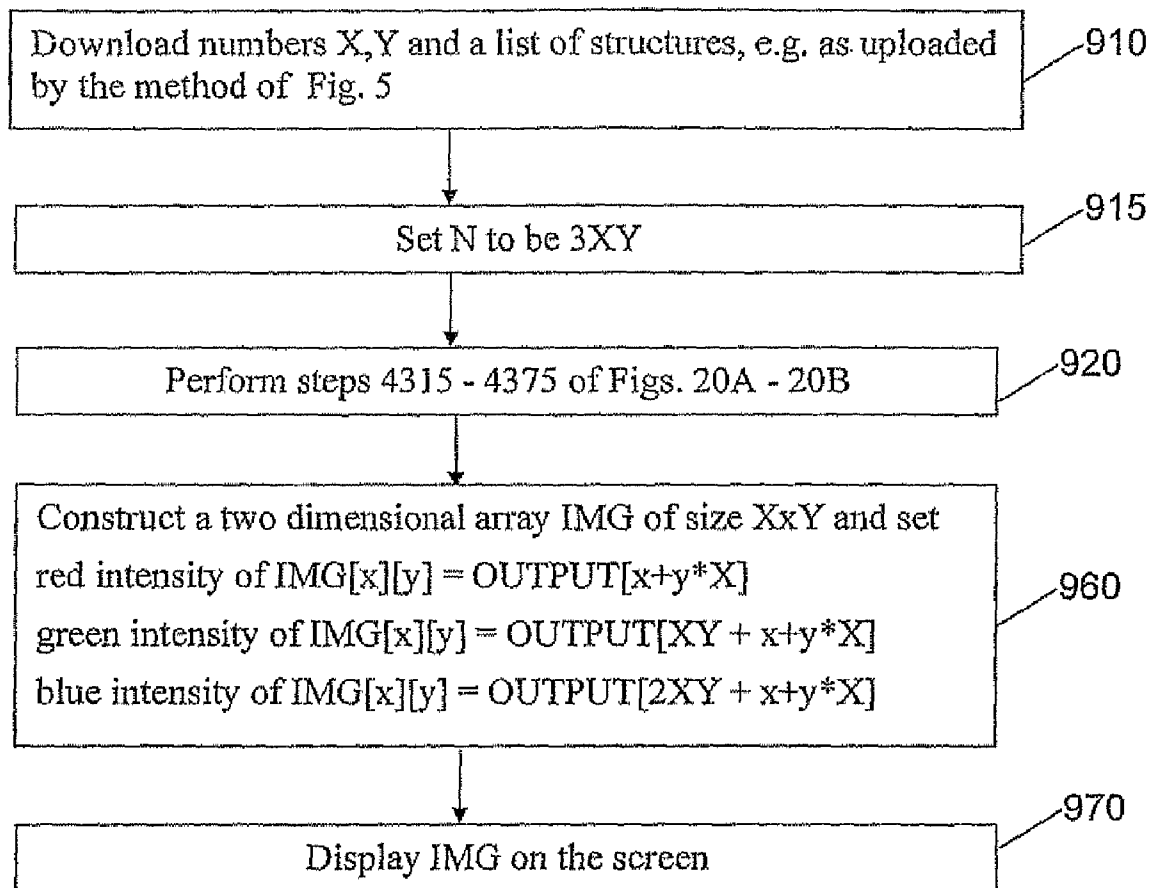 Download numbers X,Y and a list of structures, e.g. as uploaded
by the method of Fig. 5
910
Set N to be 3XY
915
Perform steps 4315 - 4375 of Figs. 20A - 20B
920
Construct a two dimensional array IMG of size XxY and set
red intensity of IMG[x][y] = OUTPUT[x+y*X]
green intensity of IMG[x][y] = OUTPUT[XY + x+y*X]
blue intensity of IMG[x][y] = OUTPUT[2XY + x+y*X]
960
Display IMG on the screen
970